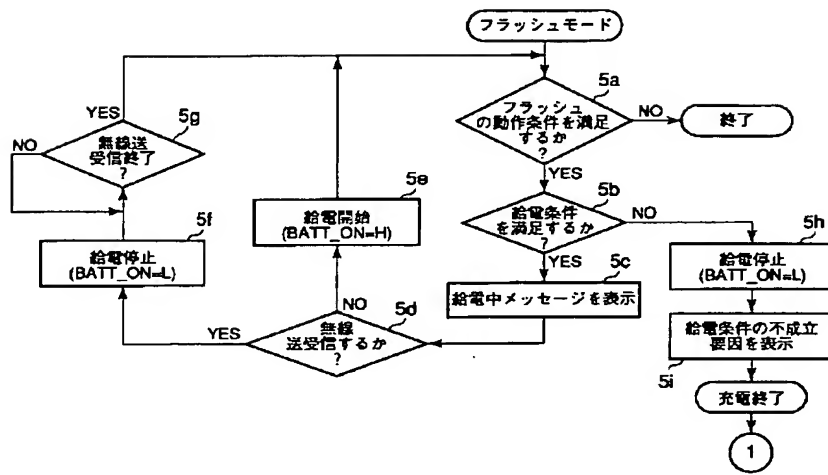 フラッシュモード
5a
フラッシュ
の動作条件を満足
するか
?
NO
終了
YES
5b
給電条件
を満足するか
?
NO
YES
5c
給電中メッセージを表示
5d
無線
送受信するか
?
NO
YES
5e
給電開始
(BATT_ON=H)
5f
給電停止
(BATT_ON=L)
5g
無線送
受信終了
?
NO
YES
5h
給電停止
(BATT_ON=L)
給電条件の不成立
要因を表示
5i
充電終了
1